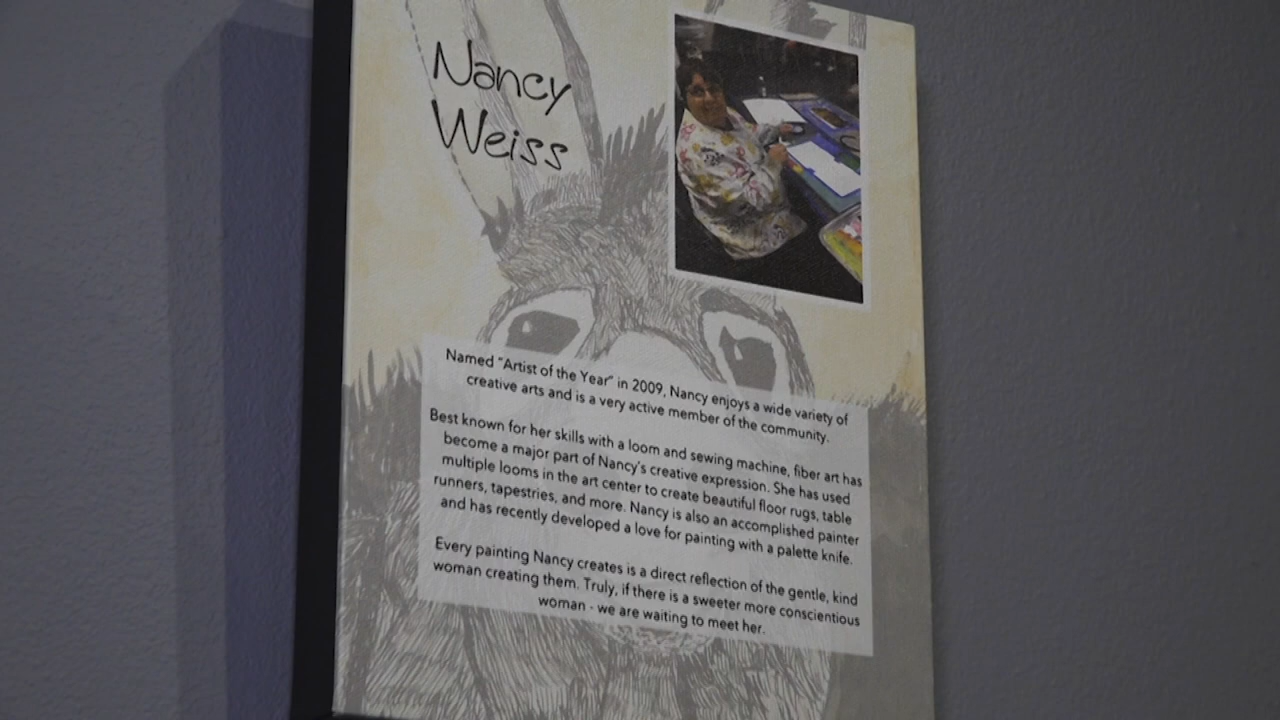 Nancy
Weiss
Named "Artist of the Year" in 2009, Nancy enjoys a wide variety of
creative arts and is a very active member of the community.
Best known for her skills with a loom and sewing machine, fiber art has
become a major part of Nancy's creative expression. She has used
multiple looms in the art center to create beautiful floor rugs, table
runners, tapestries, and more. Nancy is also an accomplished painter
and has recently developed a love for painting with a palette knife.
Every painting Nancy creates is a direct reflection of the gentle, kind
woman creating them. Truly, if there is a sweeter more conscientious
woman - we are waiting to meet her.